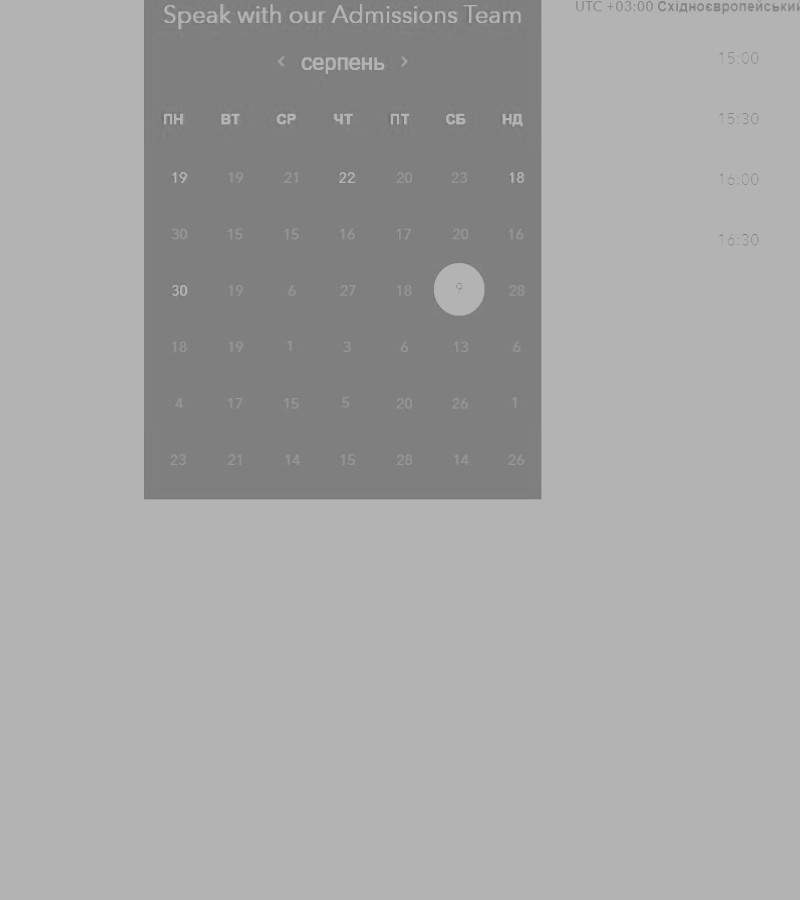 Speak with our Admissions Team
серпень
ПН ВТ СР ЧТ ПТ СБ НД
19 19 21 22 20 23 18
30 15 15 16 17 20 16
30 19 6 27 18 9 28
18 19 1 3 6 13 6
4 17 15 5 20 26 1
23 21 14 15 28 14 26
UTC +03:00 Східноєвропейський
15:00
15:30
16:00
16:30